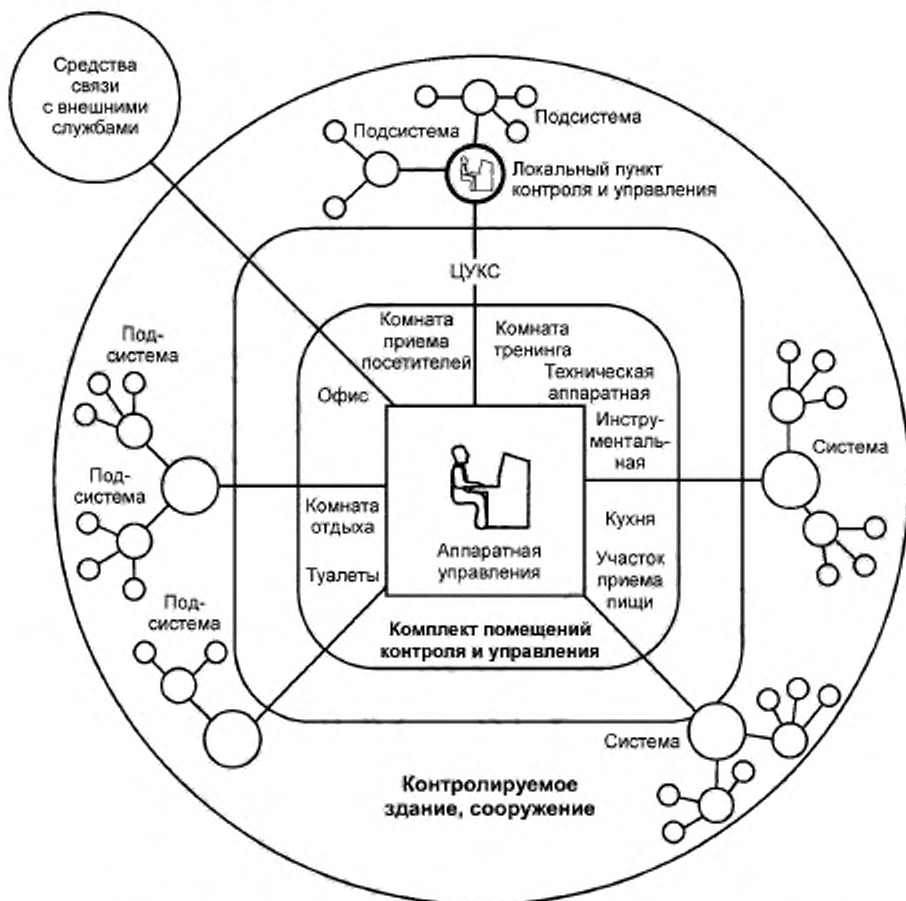 Средства
связи
с внешними
службами
Подсистема
Подсистема
Локальный пункт
контроля и управления
ЦУКС
Комната
приема
посетителей
Комната
тренинга
Техническая
аппаратная
Офис
Инстру-
менталь-
ная
Под-
система
Система
Под-
система
Комната
отдыха
Кухня
Аппаратная
управления
Туалеты
Участок
приема
пищи
Под-
система
Комплект помещений
контроля и управления
Система
Контролируемое
здание, сооружение